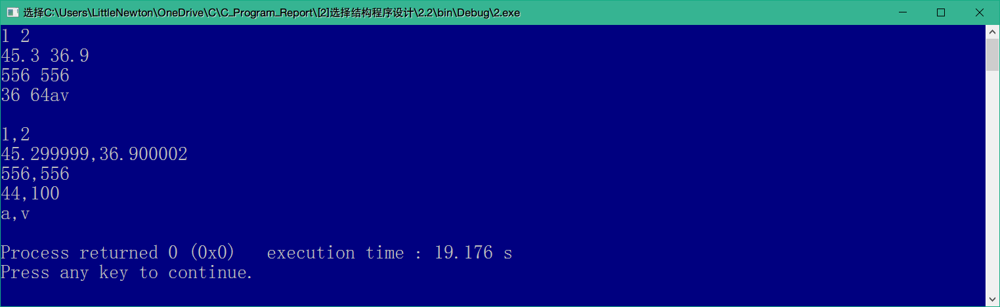 选择C:\Users\LittleNewton\OneDrive\C\C_Program_Report\[2]选择结构程序设计\2.2\bin\Debug\2.exe
1 2
45.3 36.9
556 556
36 64av
1,2
45.299999,36.900002
556,556
44,100
a,v
Process returned 0 (0x0)   execution time : 19.176 s
Press any key to continue.